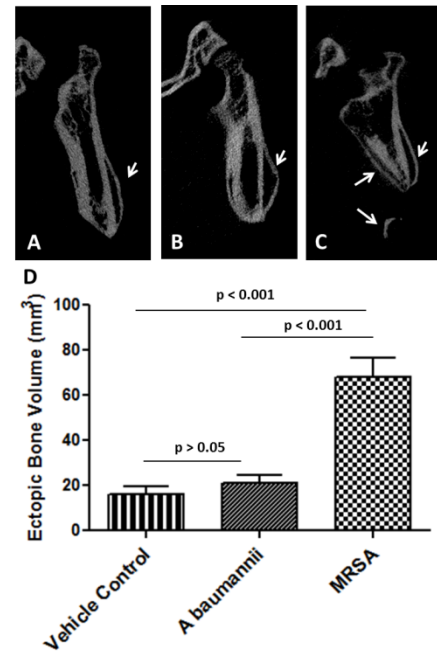 A
B
C
D
Ectopic Bone Volume (mm³)
100
80
60
40
20
0
p < 0.001
p < 0.001
p > 0.05
Vehicle Control
A baumannii
MRSA